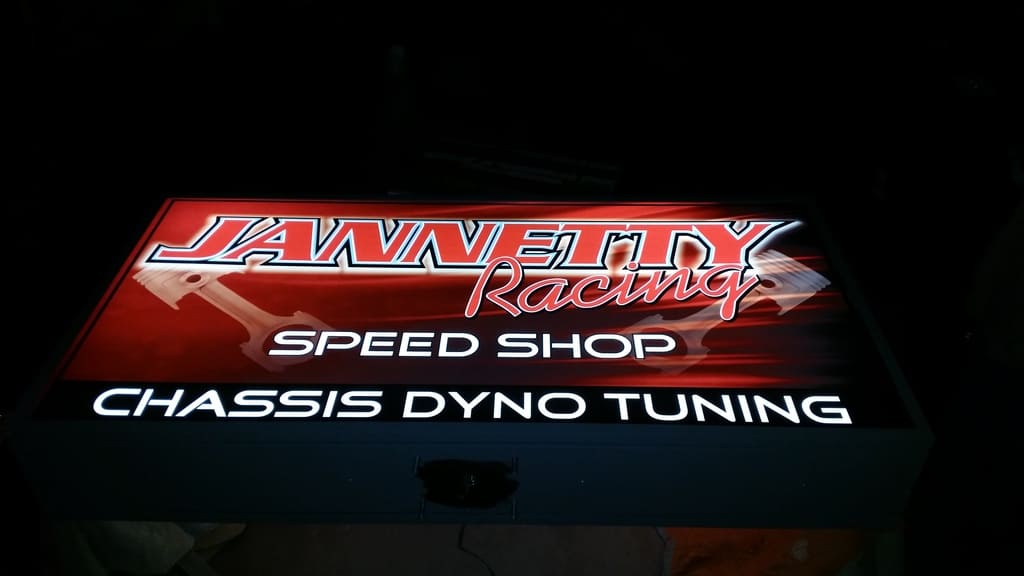 JANNETTY
Racing
SPEED SHOP
CHASSIS DYNO TUNING